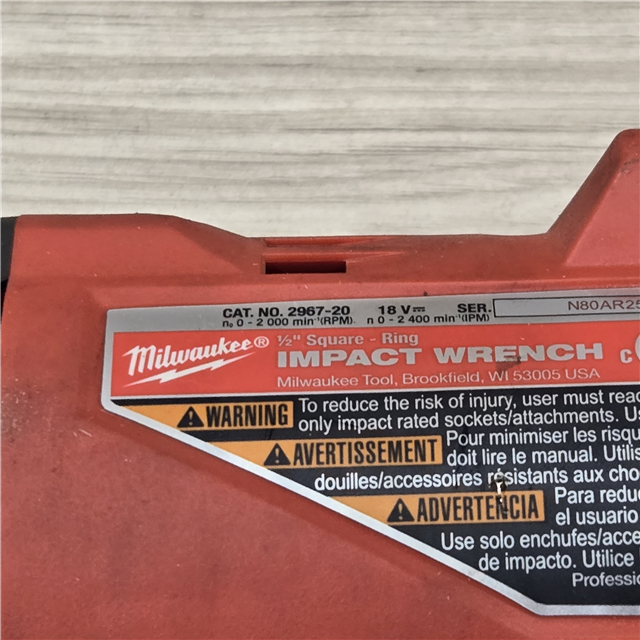 CAT. NO. 2967-20 18 V⎓ SER. N80AR25
n₀ 0 - 2 000 min⁻¹(RPM) n 0 - 2 400 min⁻¹(IPM)
Milwaukee® ½" Square - Ring
IMPACT WRENCH c
Milwaukee Tool, Brookfield, WI 53005 USA
⚠WARNING To reduce the risk of injury, user must read
only impact rated sockets/attachments. U
⚠AVERTISSEMENT Pour minimiser les risqu
doit lire le manual. Utilis
douilles/accessoires résistants aux cho
⚠ADVERTENCIA Para reduc
el usuario
Use solo enchufes/acce
de impacto. Utilice
Professi